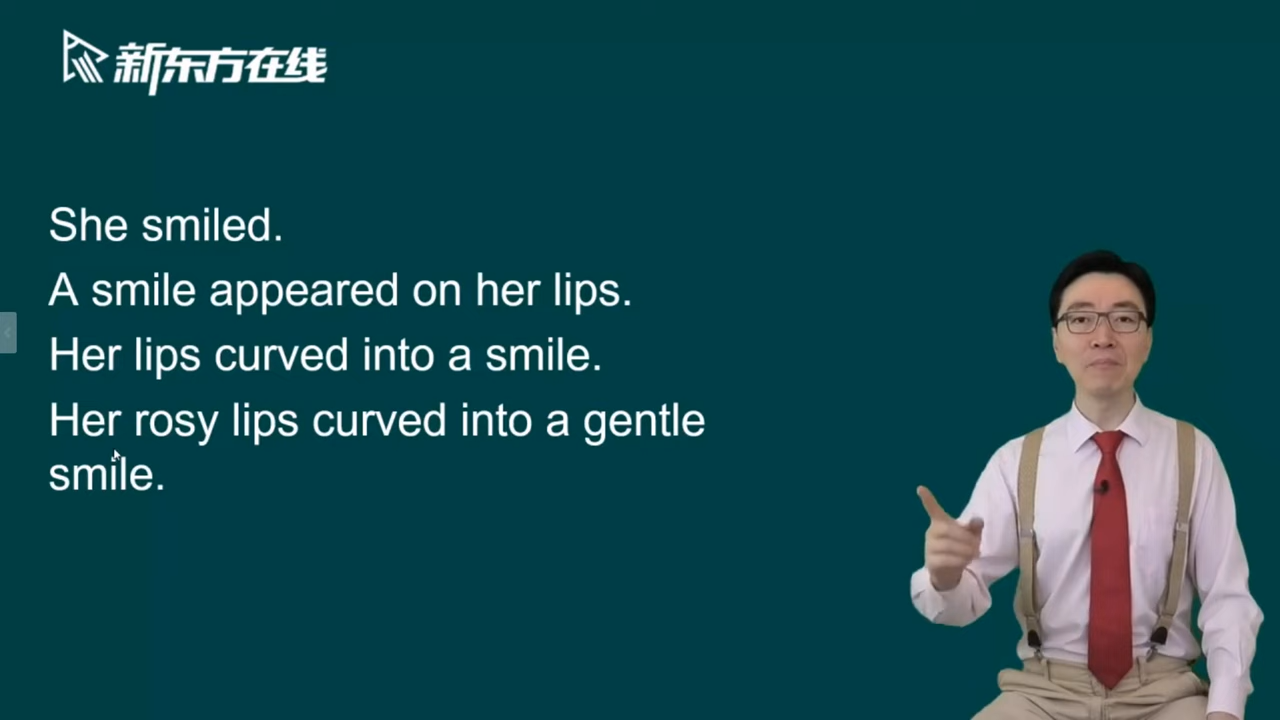 新东方在线
She smiled.
A smile appeared on her lips.
Her lips curved into a smile.
Her rosy lips curved into a gentle
smile.